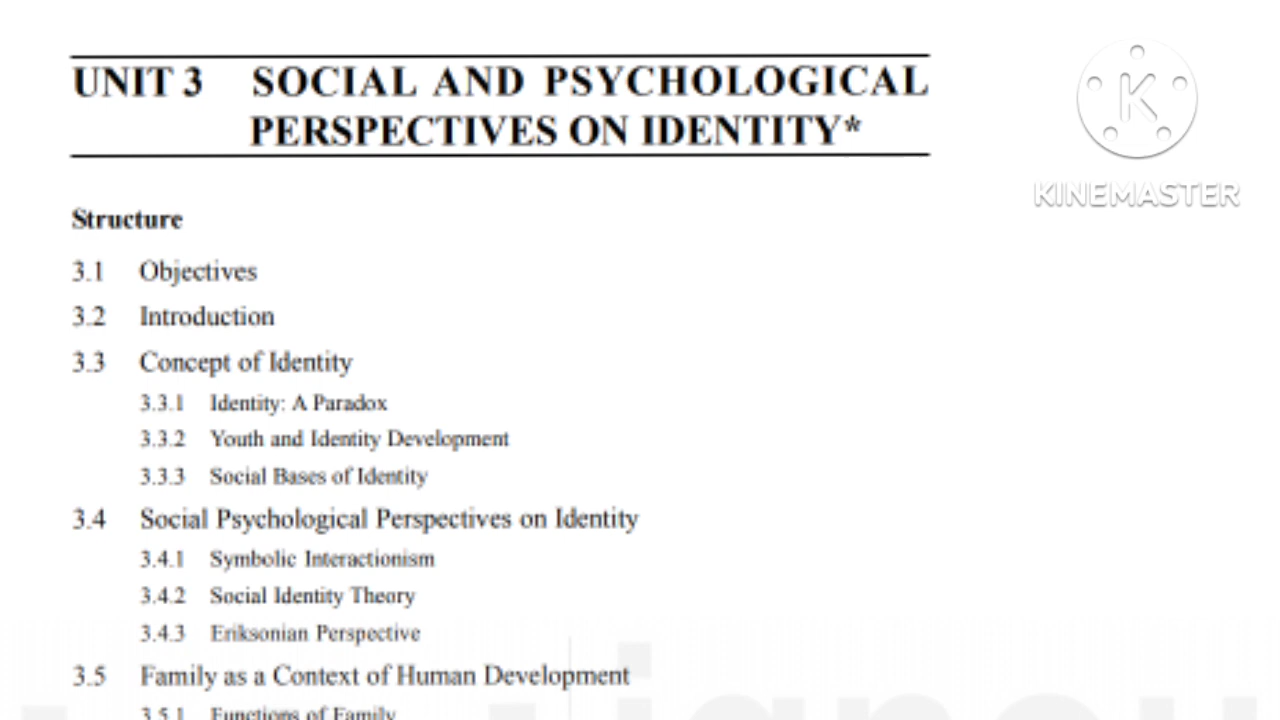 UNIT 3 SOCIAL AND PSYCHOLOGICAL
PERSPECTIVES ON IDENTITY*
KINEMASTER
Structure
3.1 Objectives
3.2 Introduction
3.3 Concept of Identity
3.3.1 Identity: A Paradox
3.3.2 Youth and Identity Development
3.3.3 Social Bases of Identity
3.4 Social Psychological Perspectives on Identity
3.4.1 Symbolic Interactionism
3.4.2 Social Identity Theory
3.4.3 Eriksonian Perspective
3.5 Family as a Context of Human Development
3.5.1 Functions of Family